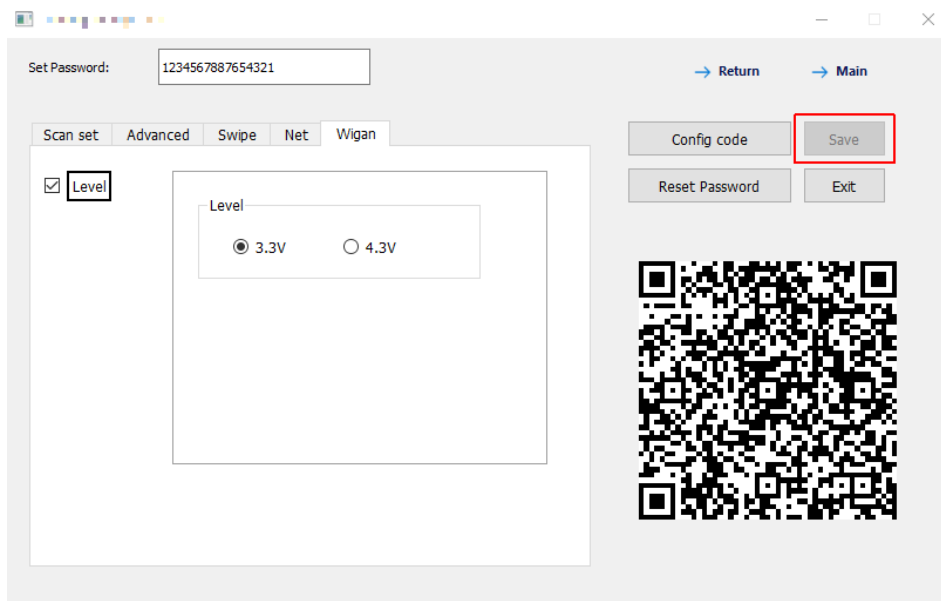 Set Password: 1234567887654321
Return Main
Scan set Advanced Swipe Net Wigan
Config code Save
Level
Reset Password Exit
Level
3.3V 4.3V